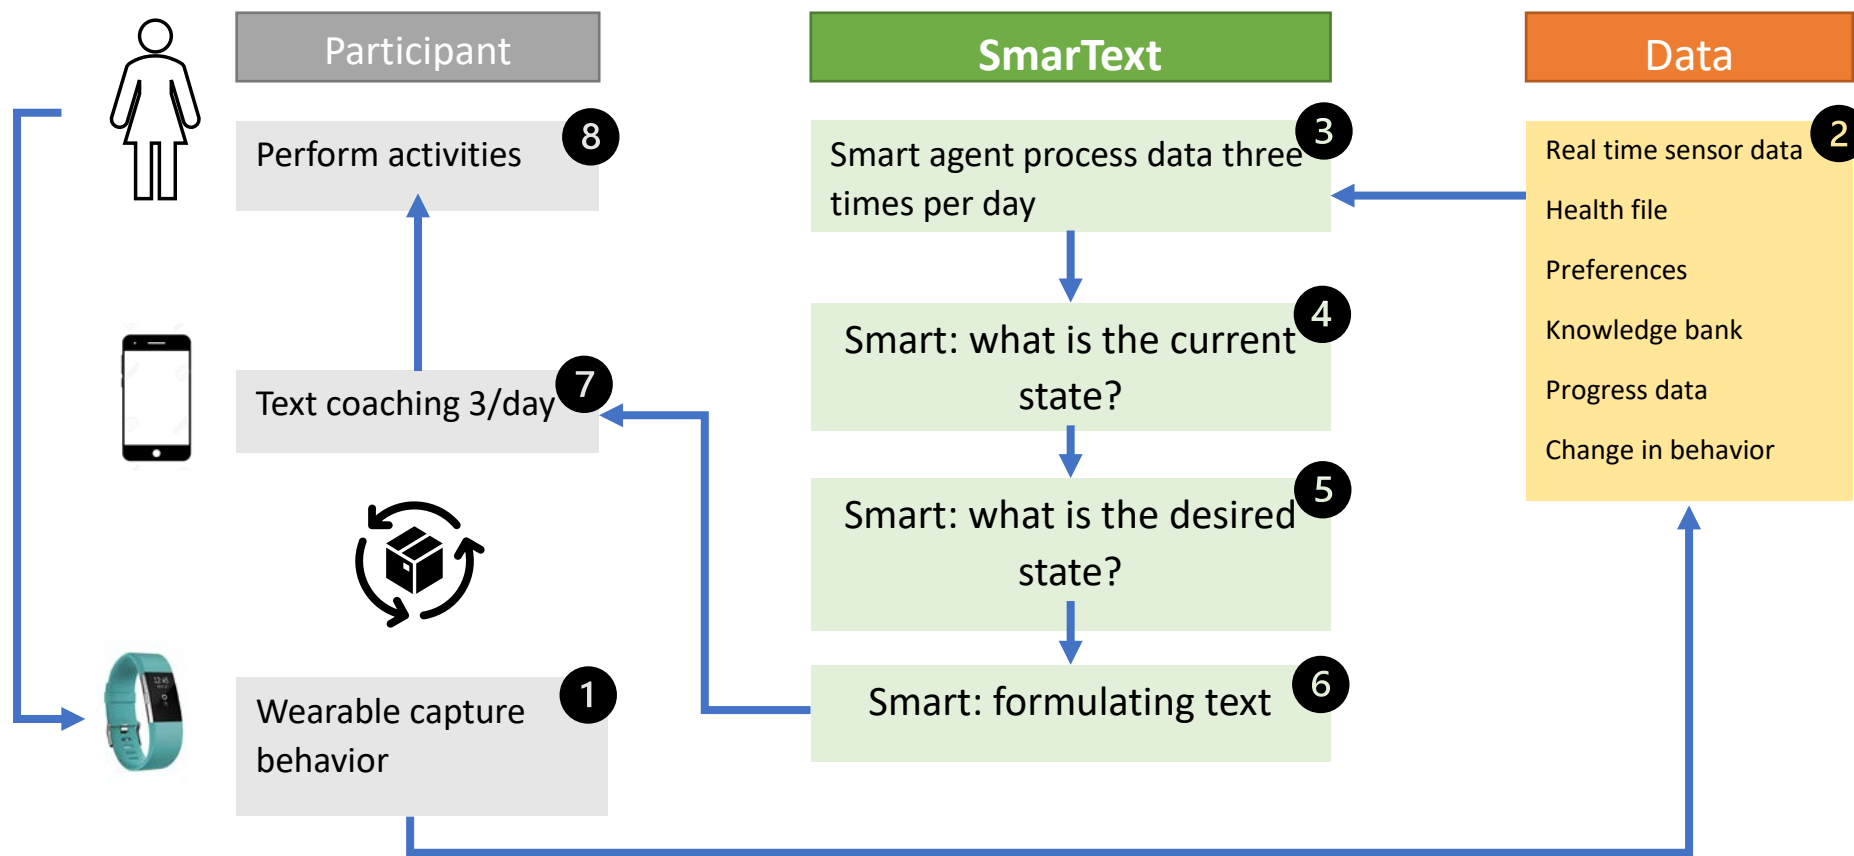 Participant
SmarText
Data
Perform activities
8
Smart agent process data three
times per day
3
Real time sensor data
2
Health file
Preferences
Knowledge bank
Progress data
Change in behavior
Smart: what is the current
state?
4
Text coaching 3/day
7
Smart: what is the desired
state?
5
Smart: formulating text
6
Wearable capture
behavior
1